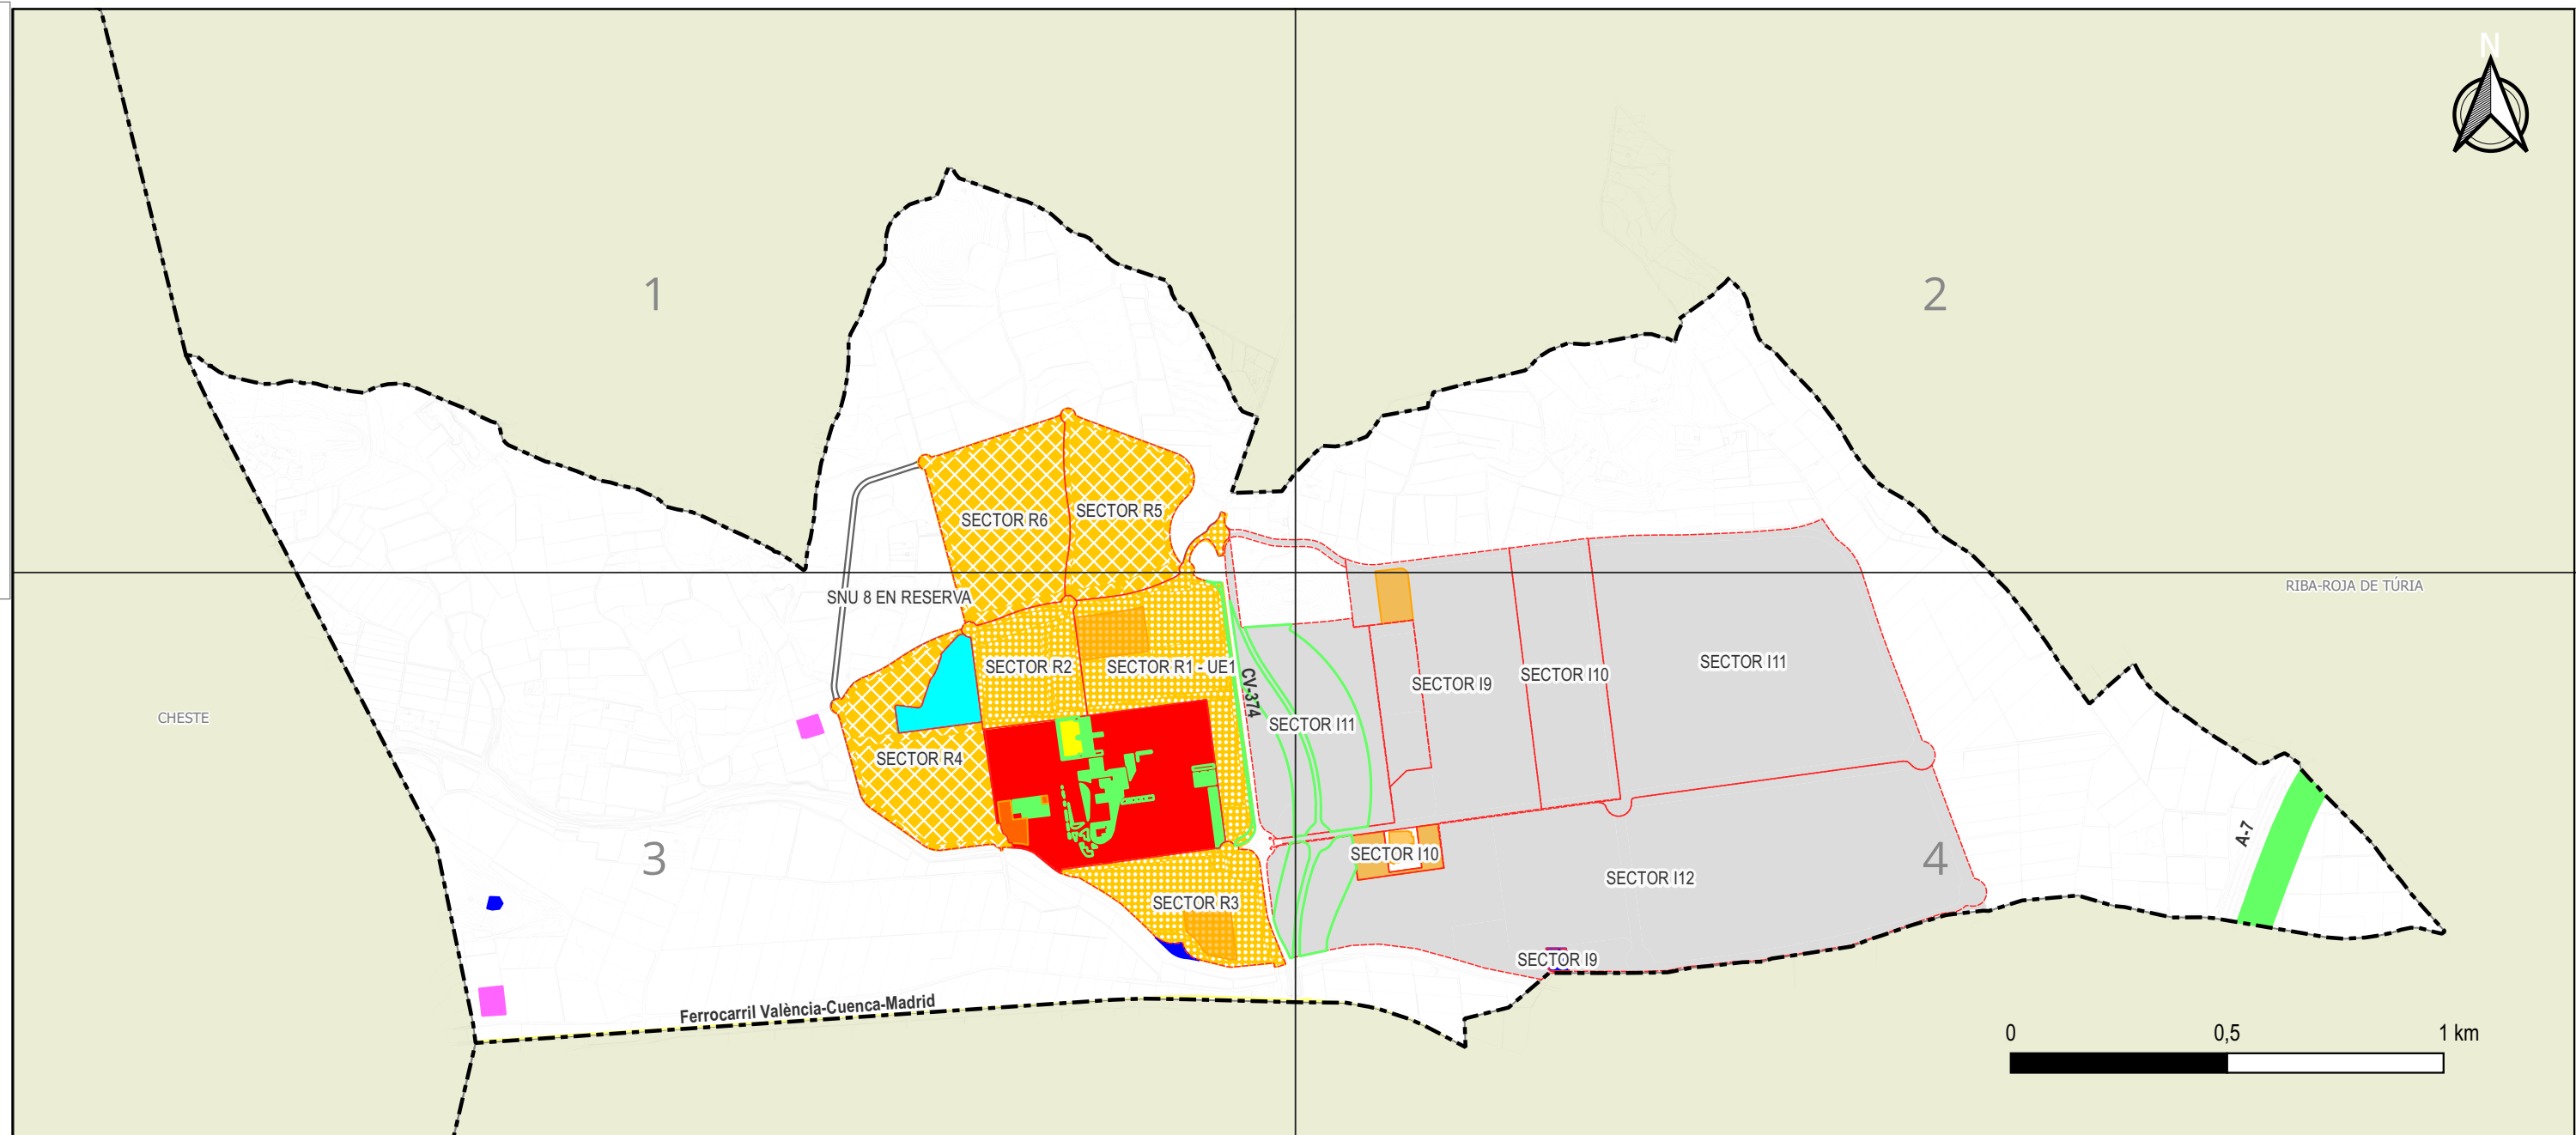 N
1
2
SECTOR R6
SECTOR R5
SNU 8 EN RESERVA
RIBA-ROJA DE TÚRIA
SECTOR R2
SECTOR R1 - UE1
CV-374
SECTOR I9
SECTOR I10
SECTOR I11
CHESTE
SECTOR I11
SECTOR R4
A-7
3
SECTOR I10
4
SECTOR I12
SECTOR R3
SECTOR I9
Ferrocarril València-Cuenca-Madrid
0 0,5 1 km